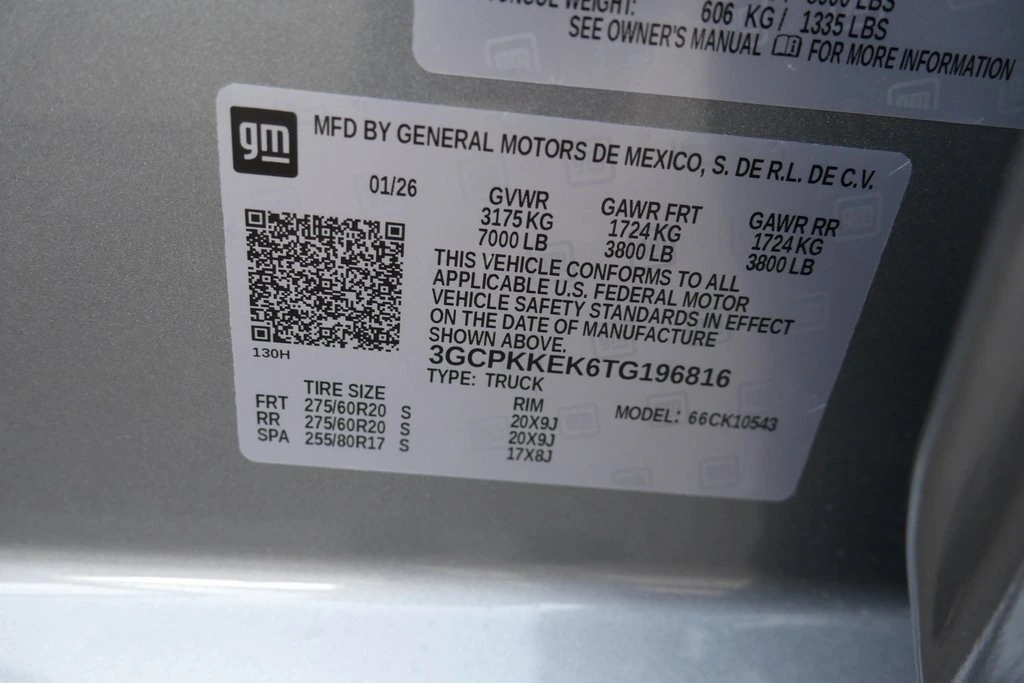 WEIGHT:
606 KG / 1335 LBS
SEE OWNER'S MANUAL FOR MORE INFORMATION
gm
MFD BY GENERAL MOTORS DE MEXICO, S. DE R.L. DE C.V.
01/26
GVWR GAWR FRT GAWR RR
3175 KG 1724 KG 1724 KG
7000 LB 3800 LB 3800 LB
THIS VEHICLE CONFORMS TO ALL
APPLICABLE U.S. FEDERAL MOTOR
VEHICLE SAFETY STANDARDS IN EFFECT
ON THE DATE OF MANUFACTURE
SHOWN ABOVE.
130H
3GCPKKEK6TG196816
TYPE: TRUCK
TIRE SIZE RIM MODEL: 66CK10543
FRT 275/60R20 S 20X9J
RR 275/60R20 S 20X9J
SPA 255/80R17 S 17X8J